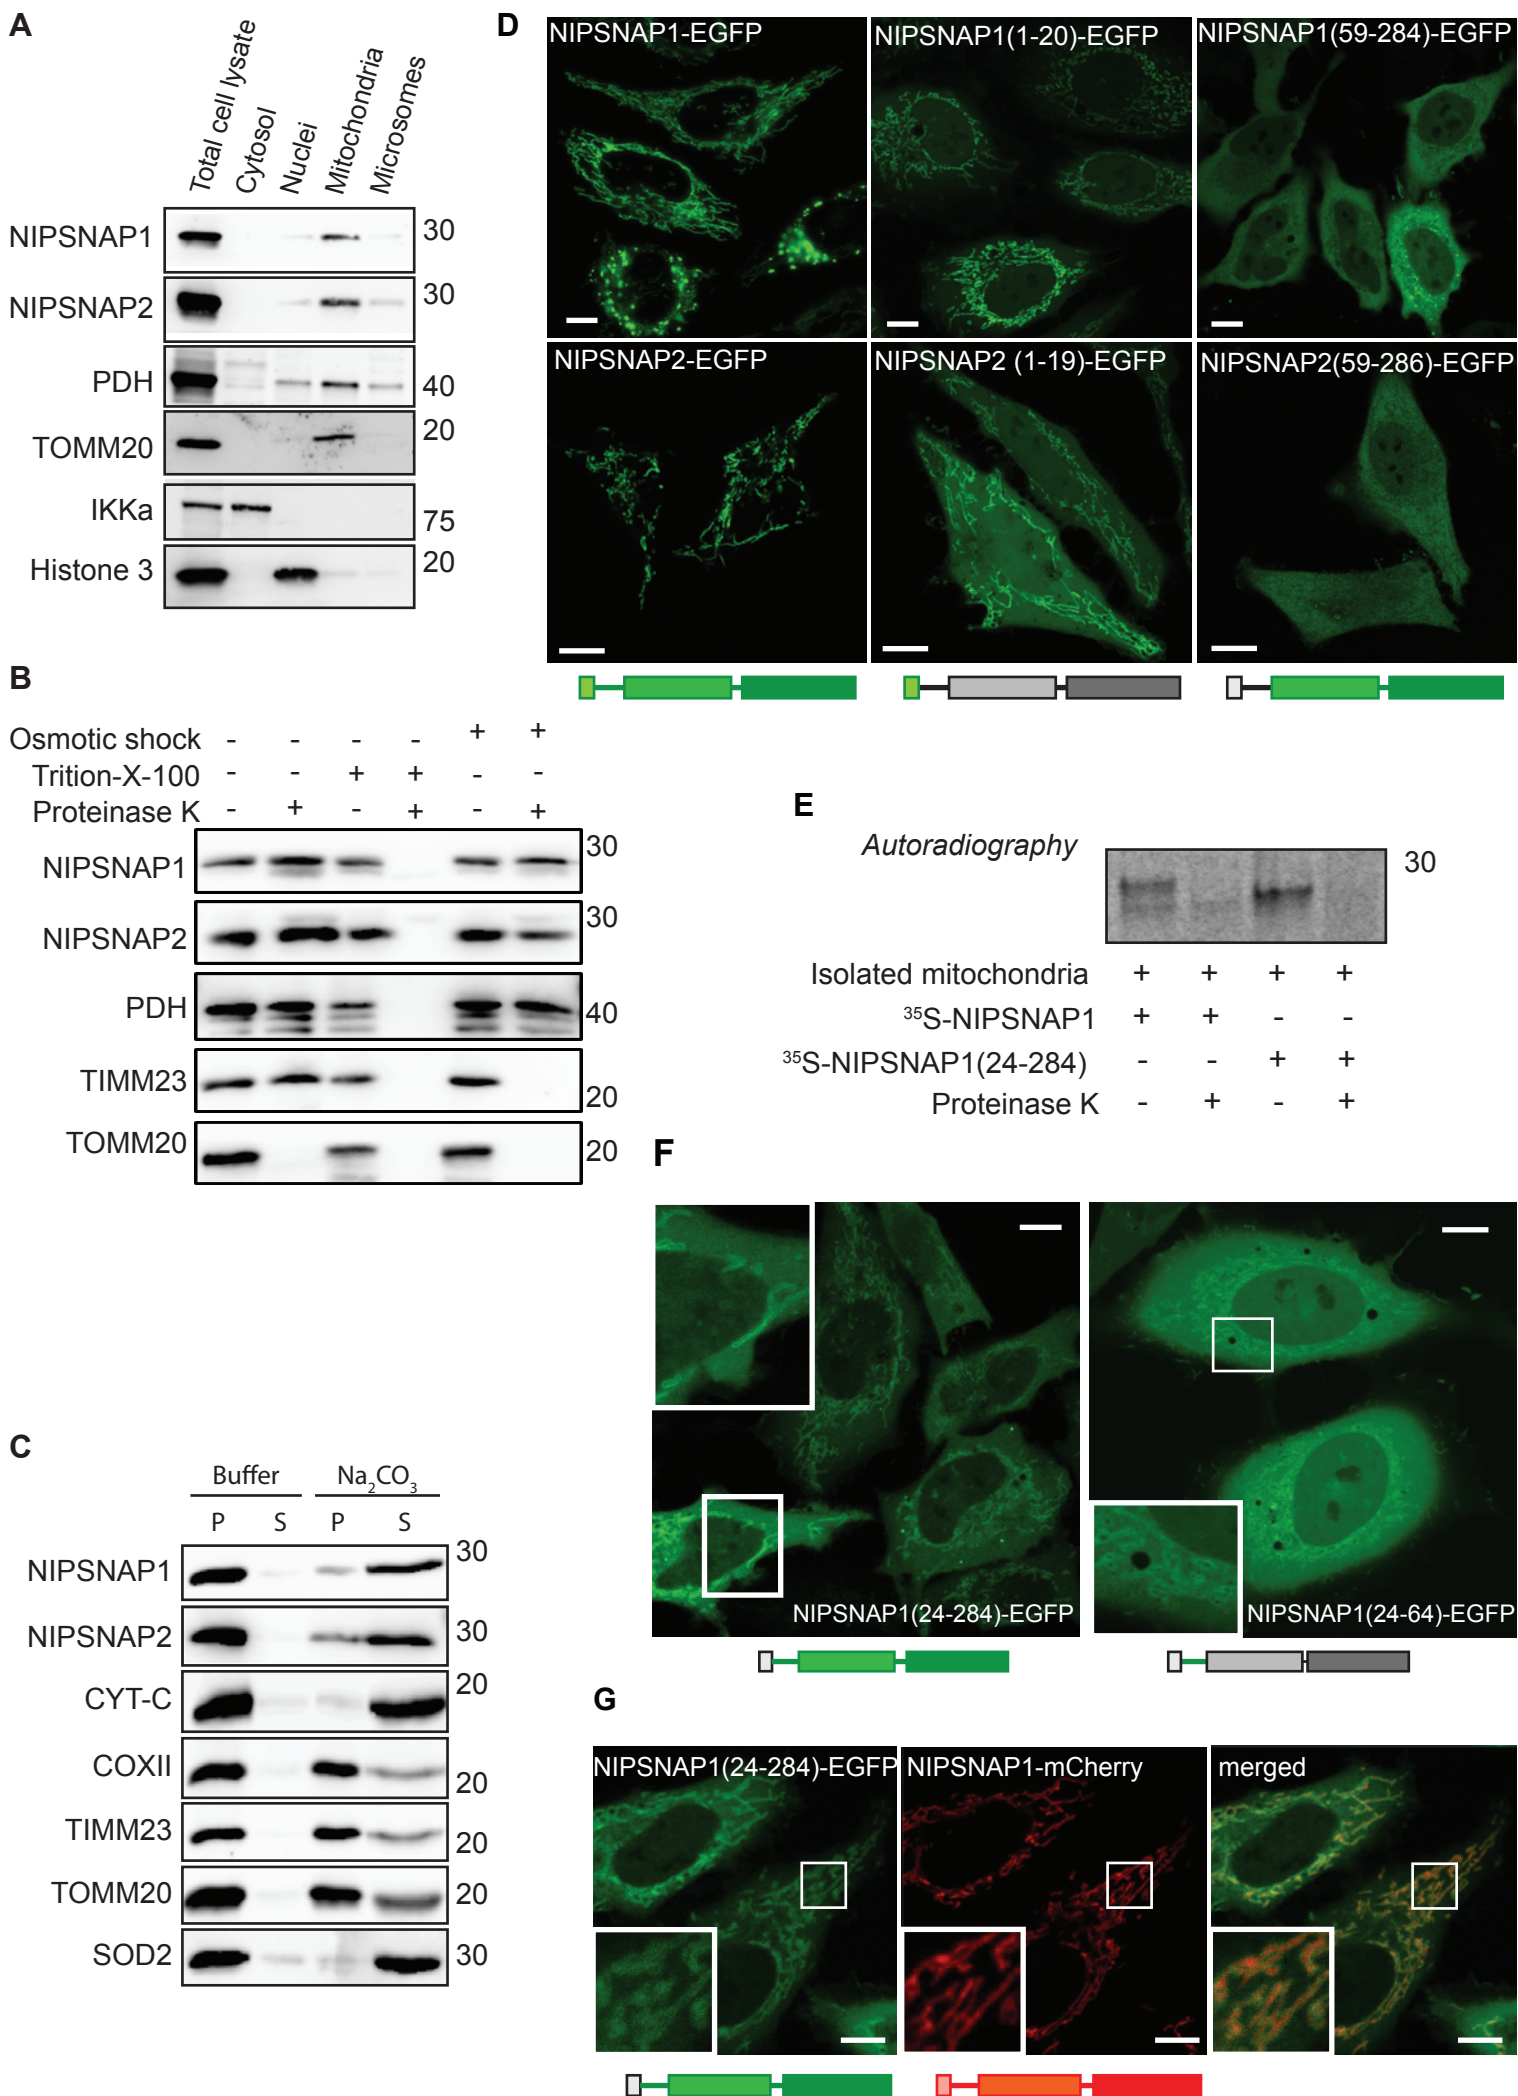 A
Total cell lysate
Cytosol
Nuclei
Mitochondria
Microsomes
NIPSNAP1 30
NIPSNAP2 30
PDH 40
TOMM20 20
IKKa 75
Histone 3 20
B
Osmotic shock - - - - + +
Trition-X-100 - - + + - -
Proteinase K - + - + - +
NIPSNAP1 30
NIPSNAP2 30
PDH 40
TIMM23 20
TOMM20 20
C
Buffer Na2CO3
P S P S
NIPSNAP1 30
NIPSNAP2 30
CYT-C 20
COXII 20
TIMM23 20
TOMM20 20
SOD2 30
D
NIPSNAP1-EGFP NIPSNAP1(1-20)-EGFP NIPSNAP1(59-284)-EGFP
NIPSNAP2-EGFP NIPSNAP2 (1-19)-EGFP NIPSNAP2(59-286)-EGFP
E
Autoradiography 30
Isolated mitochondria + + + +
35S-NIPSNAP1 + + - -
35S-NIPSNAP1(24-284) - - + +
Proteinase K - + - +
F
NIPSNAP1(24-284)-EGFP NIPSNAP1(24-64)-EGFP
G
NIPSNAP1(24-284)-EGFP NIPSNAP1-mCherry merged